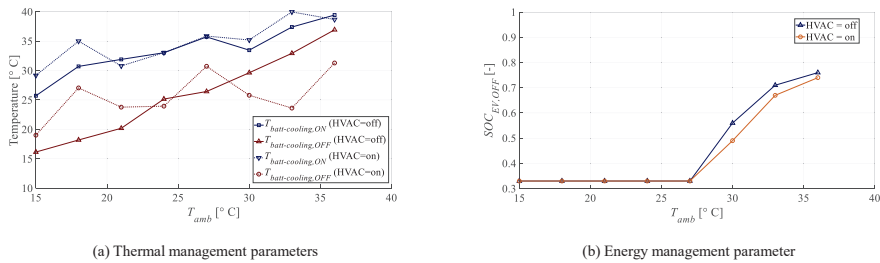 40
35
30
25
20
15
10
Temperature [° C]
T_batt-cooling,ON (HVAC=off)
T_batt-cooling,OFF (HVAC=off)
T_batt-cooling,ON (HVAC=on)
T_batt-cooling,OFF (HVAC=on)
15 20 25 30 35 40
T_amb [° C]
(a) Thermal management parameters
1
0.9
0.8
0.7
0.6
0.5
0.4
0.3
SOC_EV,OFF [-]
HVAC = off
HVAC = on
15 20 25 30 35 40
T_amb [° C]
(b) Energy management parameter